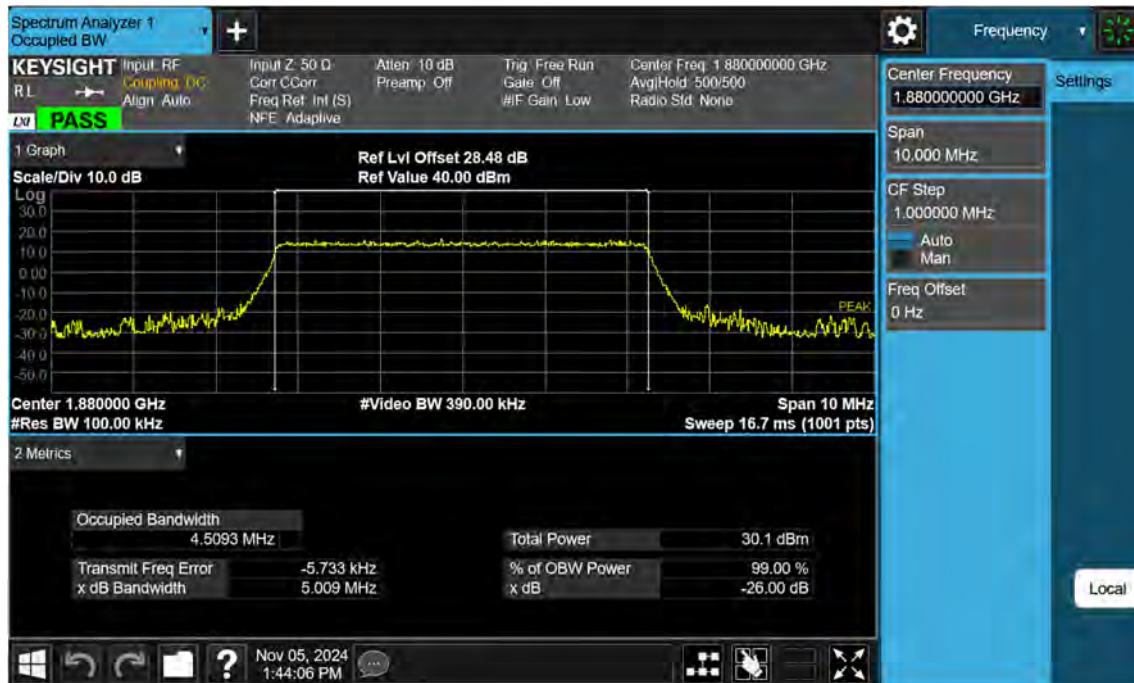 Spectrum Analyzer 1
Occupied BW
+
Frequency
KEYSIGHT
RL
LXI PASS
Input: RF
Coupling: DC
Align: Auto
Input Z: 50 Ω
Corr CCorr
Freq Ref: Int (S)
NFE: Adaptive
Atten: 10 dB
Preamp: Off
Trig: Free Run
Gate: Off
#IF Gain: Low
Center Freq: 1.880000000 GHz
Avg|Hold: 500/500
Radio Std: None
Center Frequency
1.880000000 GHz
Settings
Span
10.000 MHz
CF Step
1.000000 MHz
Auto
Man
Freq Offset
0 Hz
Local
1 Graph
Scale/Div 10.0 dB
Ref Lvl Offset 28.48 dB
Ref Value 40.00 dBm
Log
30.0
20.0
10.0
0.00
-10.0
-20.0
-30.0
-40.0
-50.0
PEAK
Center 1.880000 GHz
#Video BW 390.00 kHz
Span 10 MHz
#Res BW 100.00 kHz
Sweep 16.7 ms (1001 pts)
2 Metrics
Occupied Bandwidth
4.5093 MHz
Total Power 30.1 dBm
Transmit Freq Error -5.733 kHz
% of OBW Power 99.00 %
x dB Bandwidth 5.009 MHz
x dB -26.00 dB
?
Nov 05, 2024
1:44:06 PM